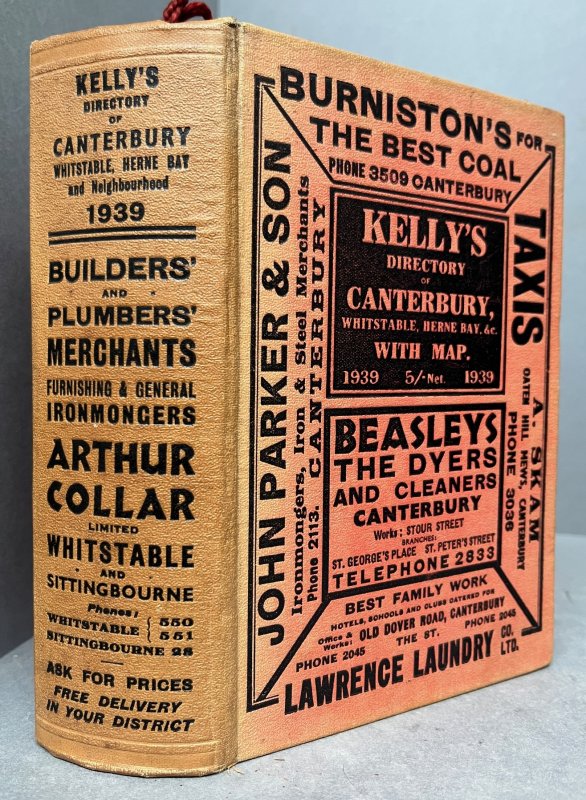 KELLY'S
DIRECTORY
OF
CANTERBURY
WHITSTABLE, HERNE BAY
and Neighbourhood
1939
BUILDERS'
AND
PLUMBERS'
MERCHANTS
FURNISHING & GENERAL
IRONMONGERS
ARTHUR
COLLAR
LIMITED
WHITSTABLE
AND
SITTINGBOURNE
Phones:
WHITSTABLE { 550
551
SITTINGBOURNE 28
ASK FOR PRICES
FREE DELIVERY
IN YOUR DISTRICT
BURNISTON'S FOR
THE BEST COAL
PHONE 3509 CANTERBURY
JOHN PARKER & SON
Ironmongers, Iron & Steel Merchants
Phone 2113. CANTERBURY
KELLY'S
DIRECTORY
OF
CANTERBURY,
WHITSTABLE, HERNE BAY, &c.
WITH MAP.
1939 5/- Net. 1939
TAXIS
A. SKAM
OATEN HILL MEWS, CANTERBURY
PHONE 3036
BEASLEYS
THE DYERS
AND CLEANERS
CANTERBURY
Works: STOUR STREET
BRANCHES:
ST. GEORGE'S PLACE ST. PETER'S STREET
TELEPHONE 2833
BEST FAMILY WORK
HOTELS, SCHOOLS AND CLUBS CATERED FOR
Office & Works: OLD DOVER ROAD, CANTERBURY
PHONE 2045 THE ST. PHONE 2045
LAWRENCE LAUNDRY CO. LTD.